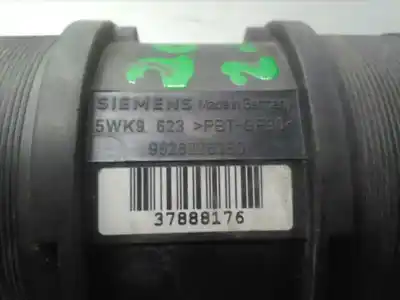 SIEMENS Made in Germany
5WK9 623 >PBT-GF30<
37888176